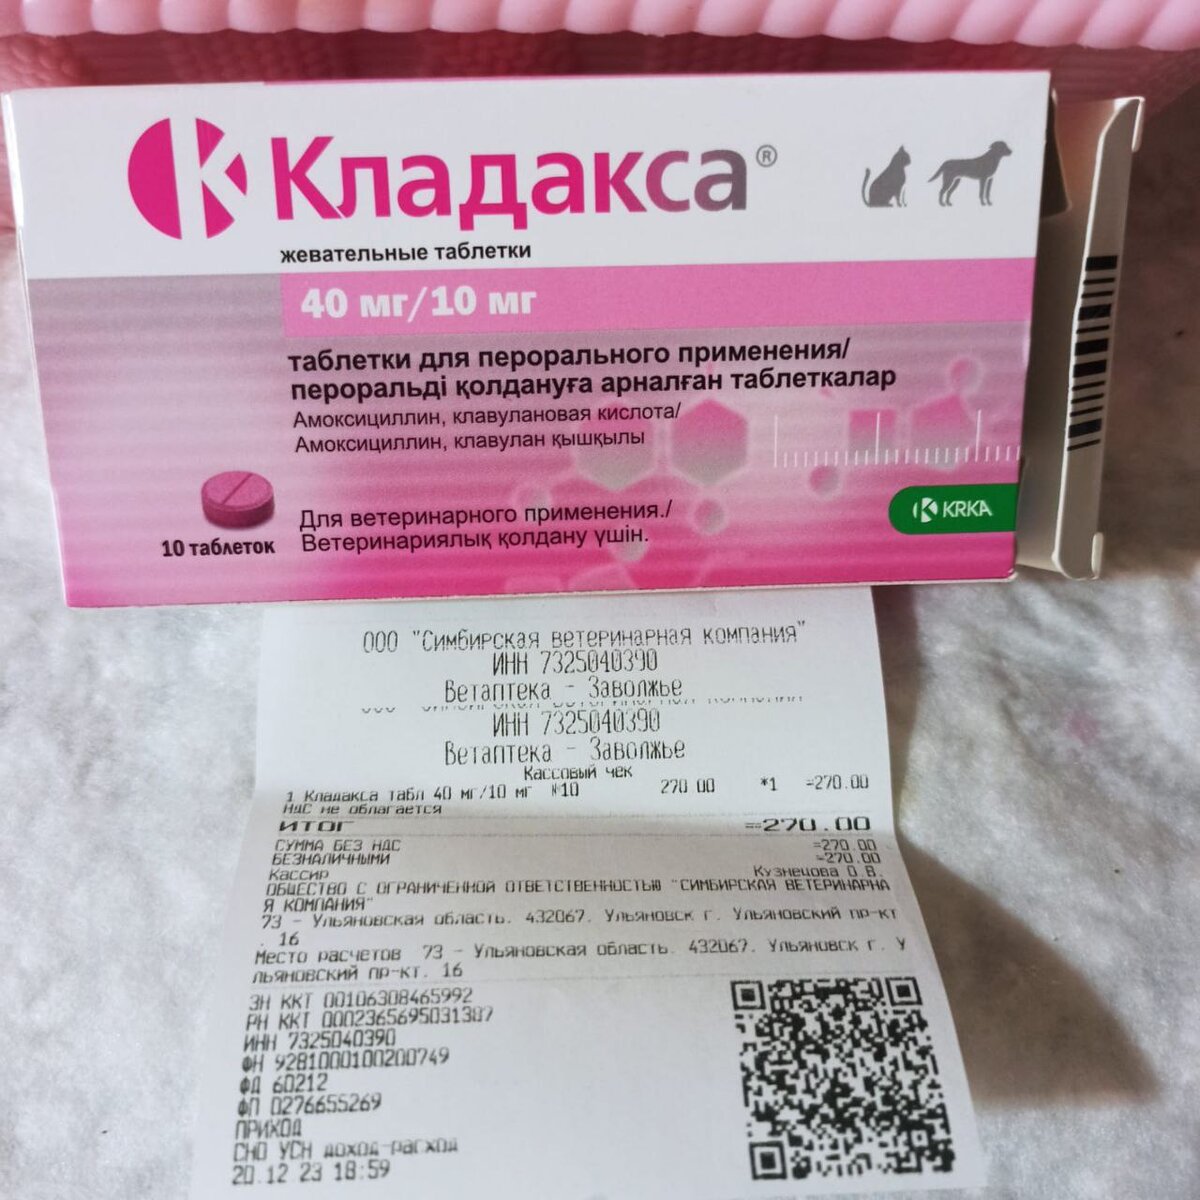 Кладакса®
жевательные таблетки
40 мг/10 мг
таблетки для перорального применения/
пероральді қолдануға арналған таблеткалар
Амоксициллин, клавулановая кислота/
Амоксициллин, клавулан қышқылы
10 таблеток
Для ветеринарного применения./
Ветеринариялық қолдану үшін.
KRKA
ООО "Симбирская ветеринарная компания"
ИНН 7325040390
Ветаптека - Заволжье
ИНН 7325040390
Ветаптека - Заволжье
Кассовый чек
1 Кладакса табл 40 мг/10 мг №10 270.00 *1 =270.00
НДС не облагается
ИТОГ =270.00
СУММА БЕЗ НДС =270.00
БЕЗНАЛИЧНЫМИ =270.00
Кассир Кузнецова О.В.
ОБЩЕСТВО С ОГРАНИЧЕННОЙ ОТВЕТСТВЕННОСТЬЮ "СИМБИРСКАЯ ВЕТЕРИНАРНА
Я КОМПАНИЯ"
73 - Ульяновская область. 432067. Ульяновск г. Ульяновский пр-кт
. 16
Место расчетов 73 - Ульяновская область. 432067. Ульяновск г. У
льяновский пр-кт. 16
ЗН ККТ 00106308465992
РН ККТ 0002365695031387
ИНН 7325040390
ФН 9281000100200749
ФД 60212
ФП 0276655269
ПРИХОД
СНО УСН доход-расход
20.12.23 18:59